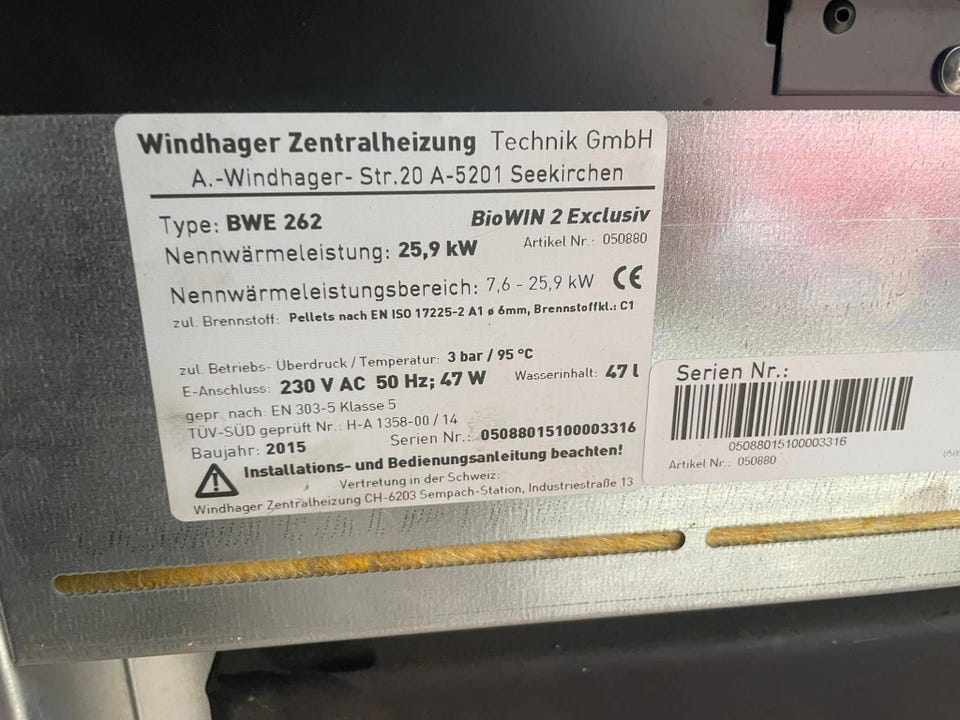 Windhager Zentralheizung Technik GmbH
A.-Windhager- Str.20 A-5201 Seekirchen
Type: BWE 262 BioWIN 2 Exclusiv
Nennwärmeleistung: 25,9 kW Artikel Nr.: 050880
Nennwärmeleistungsbereich: 7,6 - 25,9 kW CE
zul. Brennstoff: Pellets nach EN ISO 17225-2 A1 ø 6mm, Brennstoffkl.: C1
zul. Betriebs- Überdruck / Temperatur: 3 bar / 95 °C
E-Anschluss: 230 V AC 50 Hz; 47 W Wasserinhalt: 47 l
gepr. nach: EN 303-5 Klasse 5
TÜV-SÜD geprüft Nr.: H-A 1358-00 / 14
Baujahr: 2015 Serien Nr.: 05088015100003316
Installations- und Bedienungsanleitung beachten!
Vertretung in der Schweiz:
Windhager Zentralheizung CH-6203 Sempach-Station, Industriestraße 13
Serien Nr.:
05088015100003316
Artikel Nr.: 050880